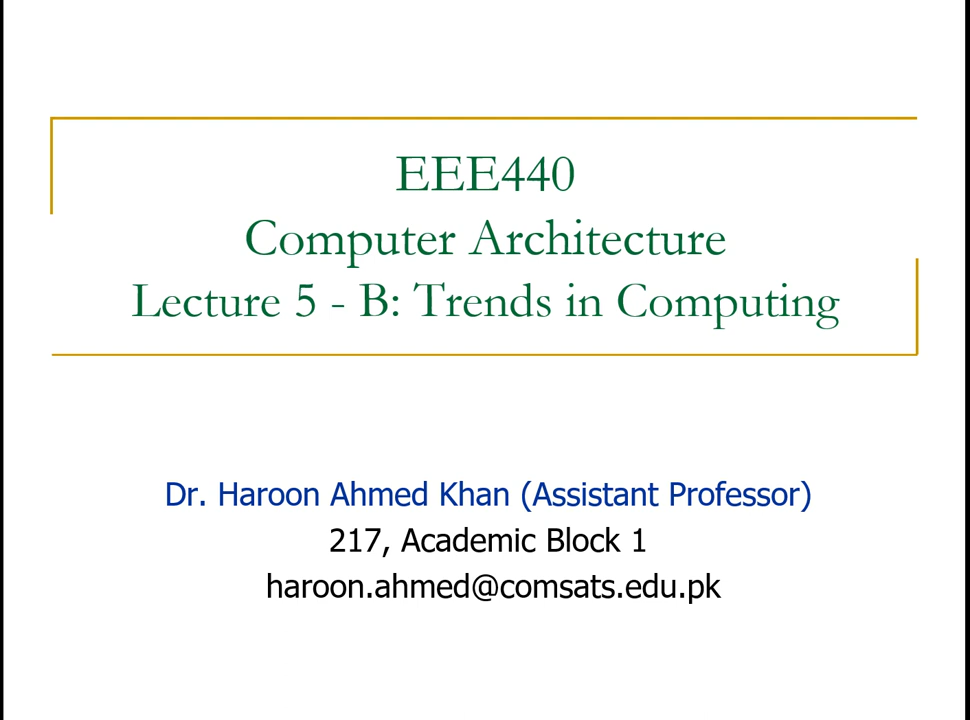 EEE440
Computer Architecture
Lecture 5 - B: Trends in Computing
Dr. Haroon Ahmed Khan (Assistant Professor)
217, Academic Block 1
haroon.ahmed@comsats.edu.pk